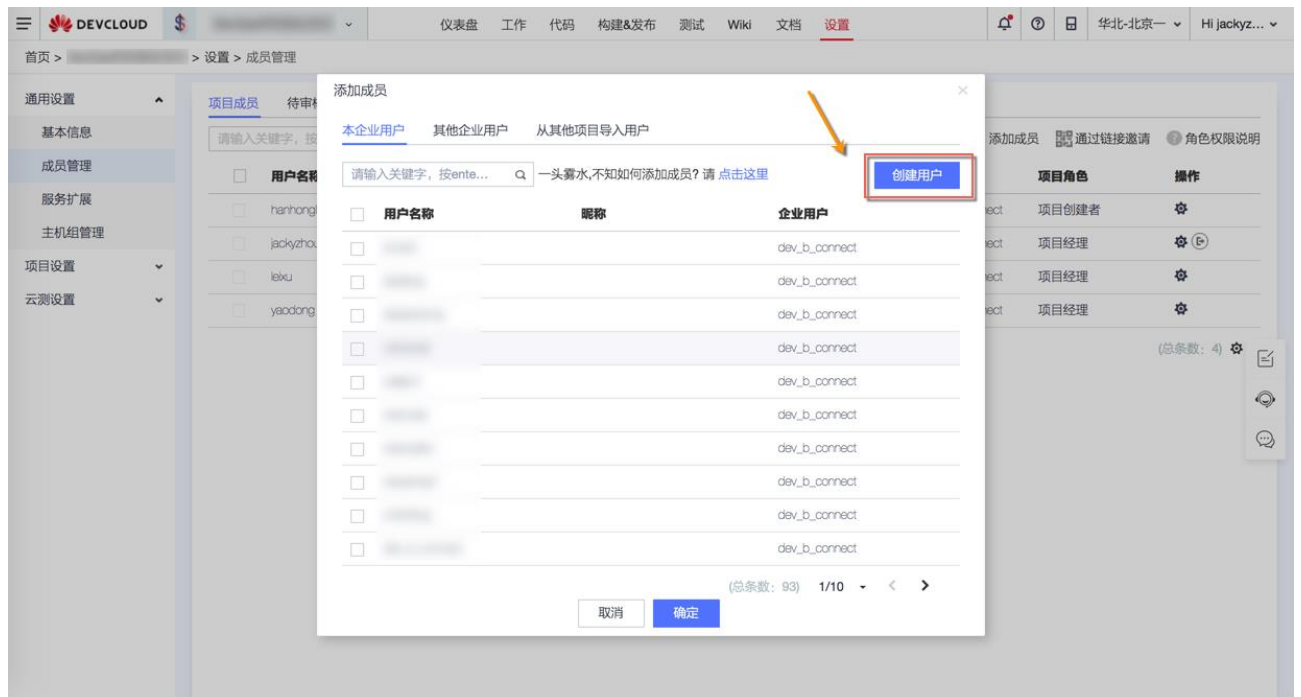 DEVCLOUD 仪表盘 工作 代码 构建&发布 测试 Wiki 文档 设置 华北-北京一 Hi jackyz...
首页 > > 设置 > 成员管理
通用设置
基本信息
成员管理
服务扩展
主机组管理
项目设置
云测设置
项目成员 待审
请输入关键字，按
添加成员 通过链接邀请 角色权限说明
用户名称 项目角色 操作
hanhong ect 项目创建者
jackyzhou ect 项目经理
leixu ect 项目经理
yaodong ect 项目经理
(总条数：4)
添加成员
本企业用户 其他企业用户 从其他项目导入用户
请输入关键字，按ente... 一头雾水,不知如何添加成员? 请 点击这里 创建用户
用户名称 昵称 企业用户
dev_b_connect
dev_b_connect
dev_b_connect
dev_b_connect
dev_b_connect
dev_b_connect
dev_b_connect
dev_b_connect
dev_b_connect
dev_b_connect
(总条数：93) 1/10
取消 确定